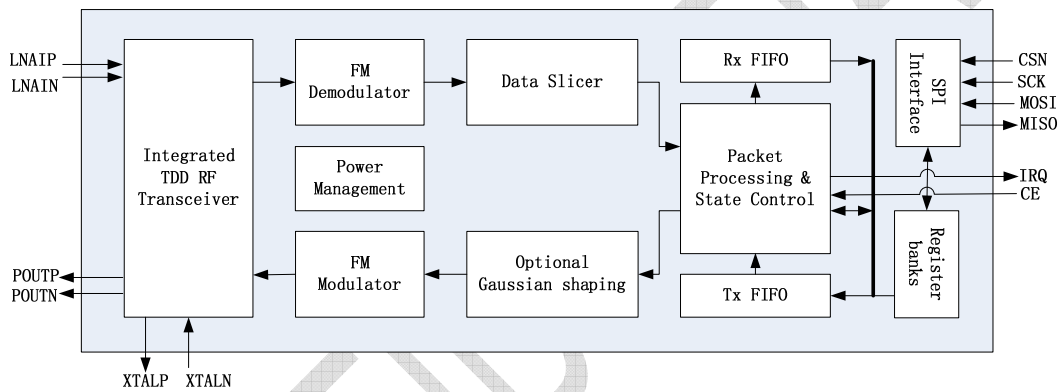 LNAIP
LNAIN
Integrated
TDD RF
Transceiver
FM
Demodulator
Data Slicer
Rx FIFO
SPI
Interface
CSN
SCK
MOSI
MISO
Power
Management
Packet
Processing &
State Control
IRQ
CE
POUTP
POUTN
FM
Modulator
Optional
Gaussian shaping
Tx FIFO
Register
banks
XTALP
XTALN